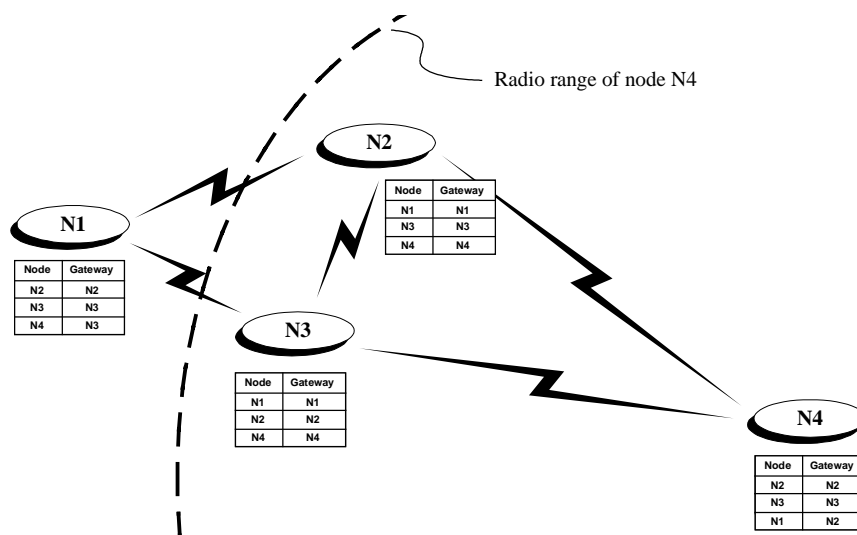 Radio range of node N4
N2
Node Gateway
N1 N1
N3 N3
N4 N4
N1
Node Gateway
N2 N2
N3 N3
N4 N3
N3
Node Gateway
N1 N1
N2 N2
N4 N4
N4
Node Gateway
N2 N2
N3 N3
N1 N2